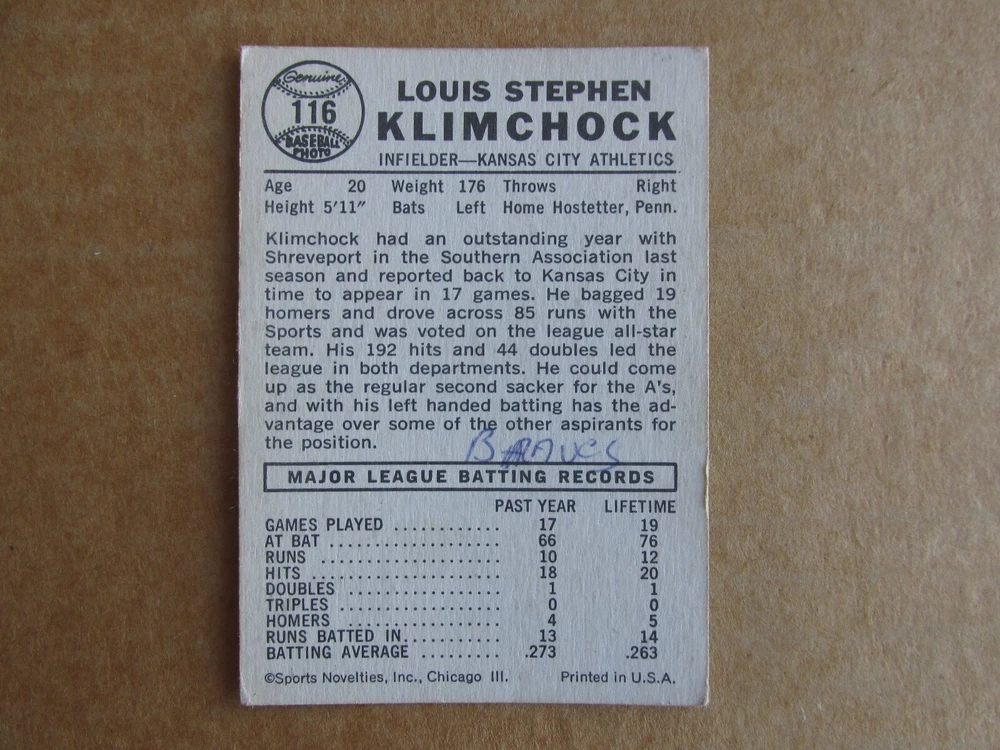 Genuine
116
BASEBALL
PHOTO
LOUIS STEPHEN
KLIMCHOCK
INFIELDER—KANSAS CITY ATHLETICS
Age 20 Weight 176 Throws Right
Height 5'11" Bats Left Home Hostetter, Penn.
Klimchock had an outstanding year with
Shreveport in the Southern Association last
season and reported back to Kansas City in
time to appear in 17 games. He bagged 19
homers and drove across 85 runs with the
Sports and was voted on the league all-star
team. His 192 hits and 44 doubles led the
league in both departments. He could come
up as the regular second sacker for the A's,
and with his left handed batting has the ad-
vantage over some of the other aspirants for
the position.
BRAVES
MAJOR LEAGUE BATTING RECORDS
PAST YEAR LIFETIME
GAMES PLAYED ............ 17 19
AT BAT .................... 66 76
RUNS ..................... 10 12
HITS ...................... 18 20
DOUBLES .................. 1 1
TRIPLES .................. 0 0
HOMERS ................. 4 5
RUNS BATTED IN........... 13 14
BATTING AVERAGE ......... .273 .263
©Sports Novelties, Inc., Chicago Ill. Printed in U.S.A.